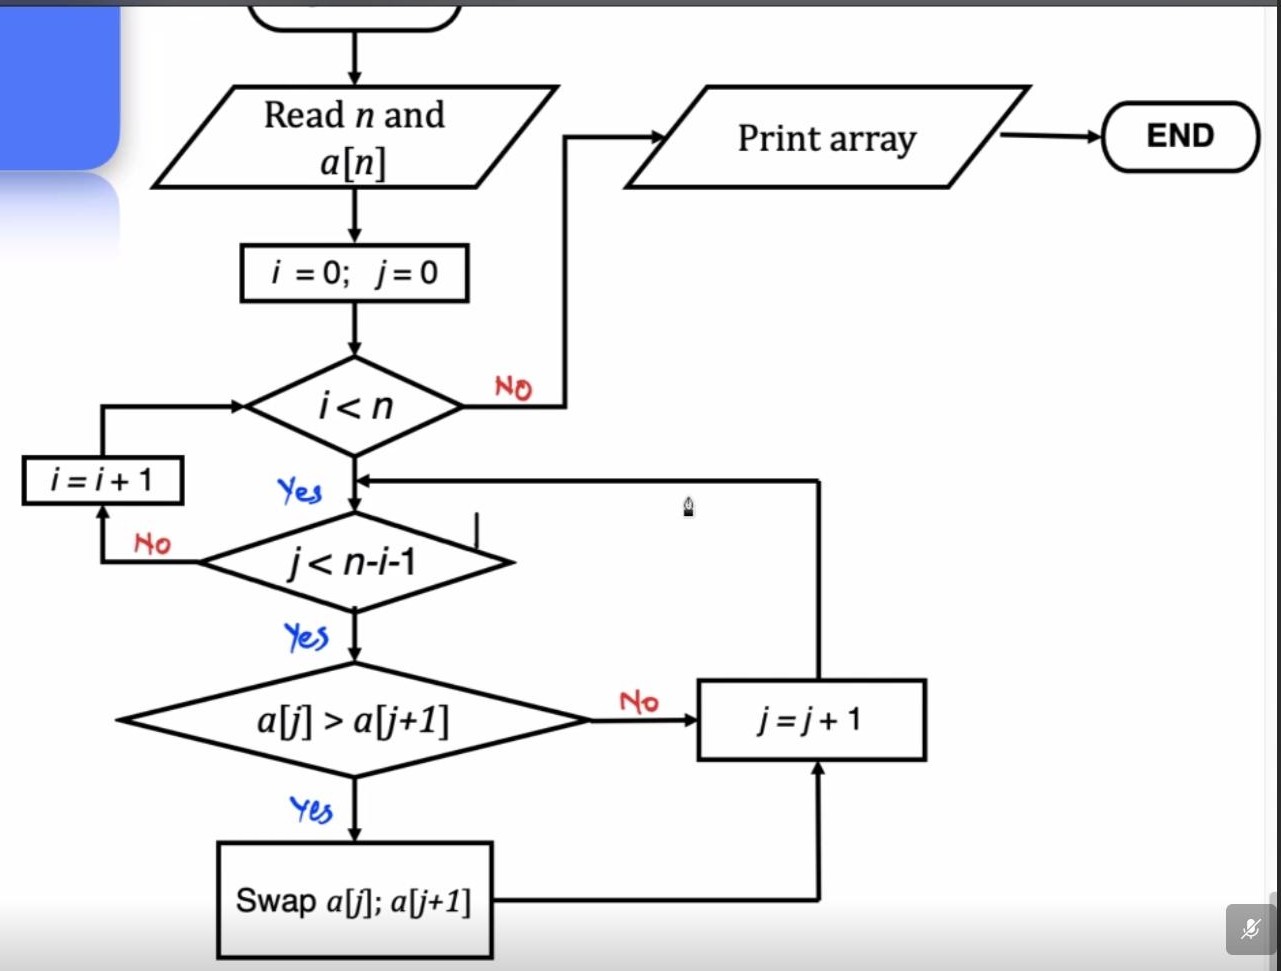 Read n and
a[n]
Print array
END
i = 0; j = 0
i < n
NO
i = i + 1
Yes
No
j < n-i-1
Yes
a[j] > a[j+1]
No
j = j + 1
Yes
Swap a[j]; a[j+1]